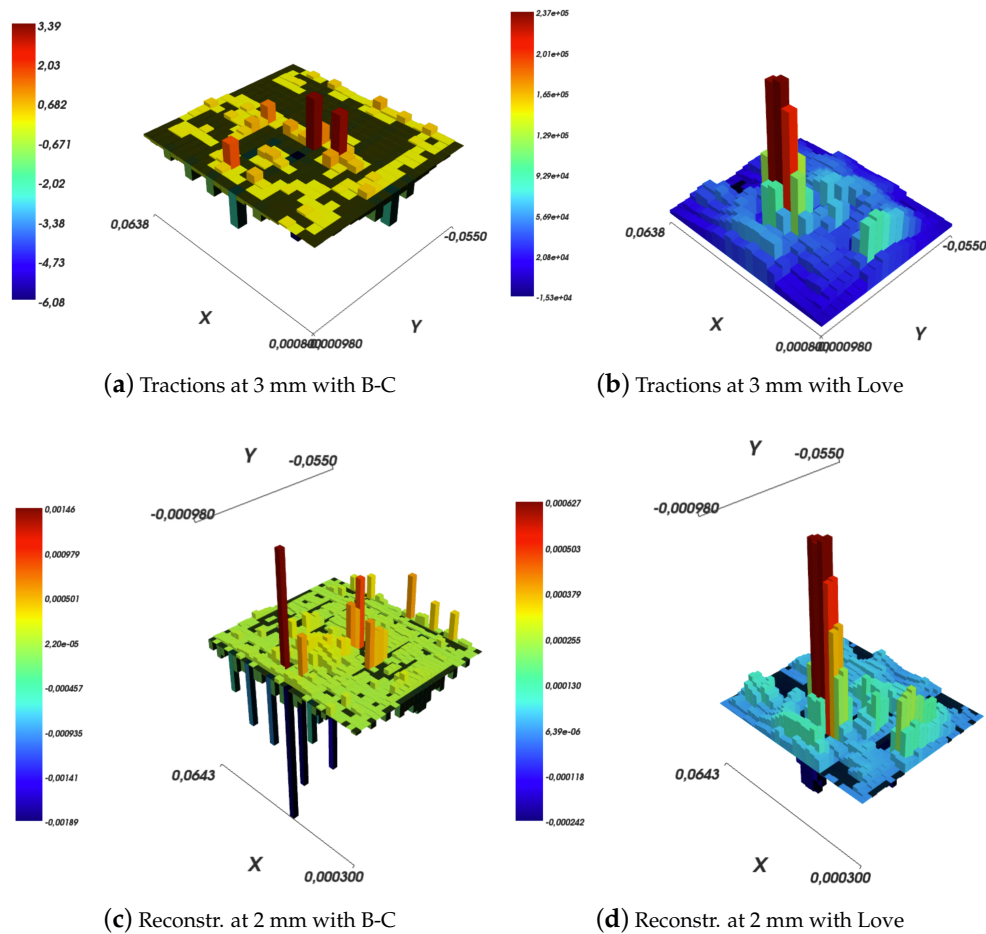 3,39
2,03
0,682
-0,671
-2,02
-3,38
-4,73
-6,08
0,0638
X
-0,0550
Y
0,000980
2,37e+05
2,01e+05
1,65e+05
1,29e+05
9,29e+04
5,69e+04
2,08e+04
-1,53e+04
0,0638
X
-0,0550
Y
0,000980
(a) Tractions at 3 mm with B-C
(b) Tractions at 3 mm with Love
Y
-0,0550
-0,000980
0,00146
0,000979
0,000501
2,20e-05
-0,000457
-0,000935
-0,00141
-0,00189
0,0643
X
0,000300
Y
-0,0550
-0,000980
0,000627
0,000503
0,000379
0,000255
0,000130
6,39e-06
-0,000118
-0,000242
0,0643
X
0,000300
(c) Reconstr. at 2 mm with B-C
(d) Reconstr. at 2 mm with Love